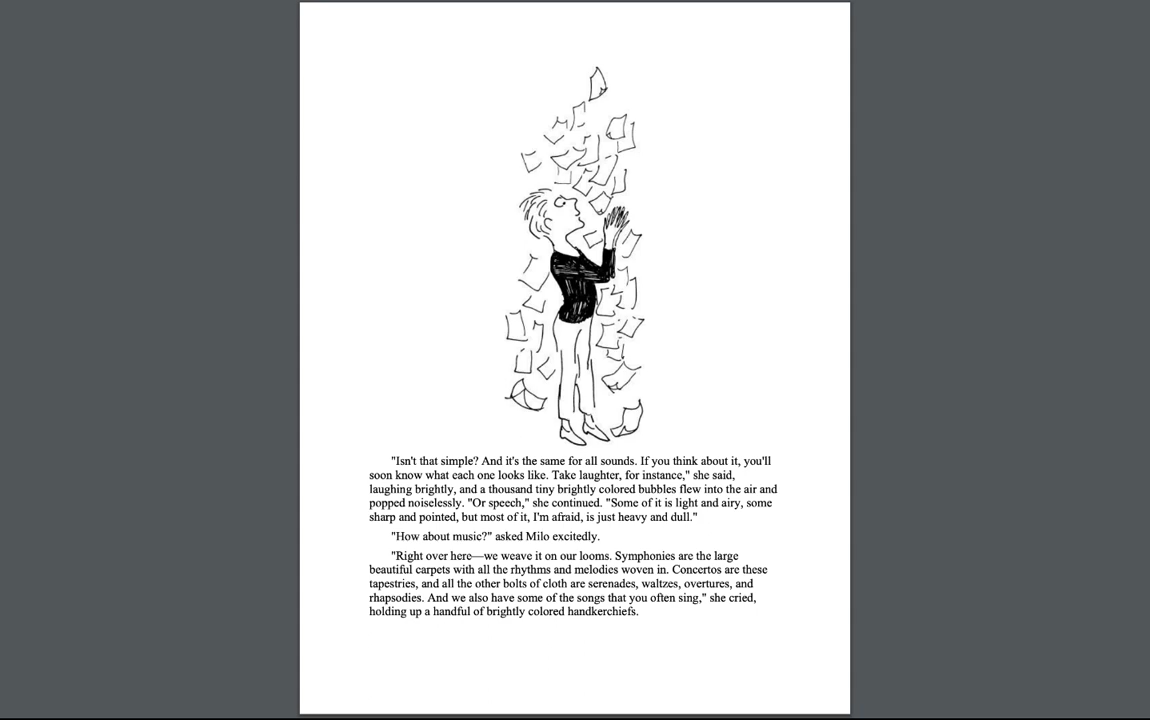 "Isn't that simple? And it's the same for all sounds. If you think about it, you'll
soon know what each one looks like. Take laughter, for instance," she said,
laughing brightly, and a thousand tiny brightly colored bubbles flew into the air and
popped noiselessly. "Or speech," she continued. "Some of it is light and airy, some
sharp and pointed, but most of it, I'm afraid, is just heavy and dull."
"How about music?" asked Milo excitedly.
"Right over here—we weave it on our looms. Symphonies are the large
beautiful carpets with all the rhythms and melodies woven in. Concertos are these
tapestries, and all the other bolts of cloth are serenades, waltzes, overtures, and
rhapsodies. And we also have some of the songs that you often sing," she cried,
holding up a handful of brightly colored handkerchiefs.